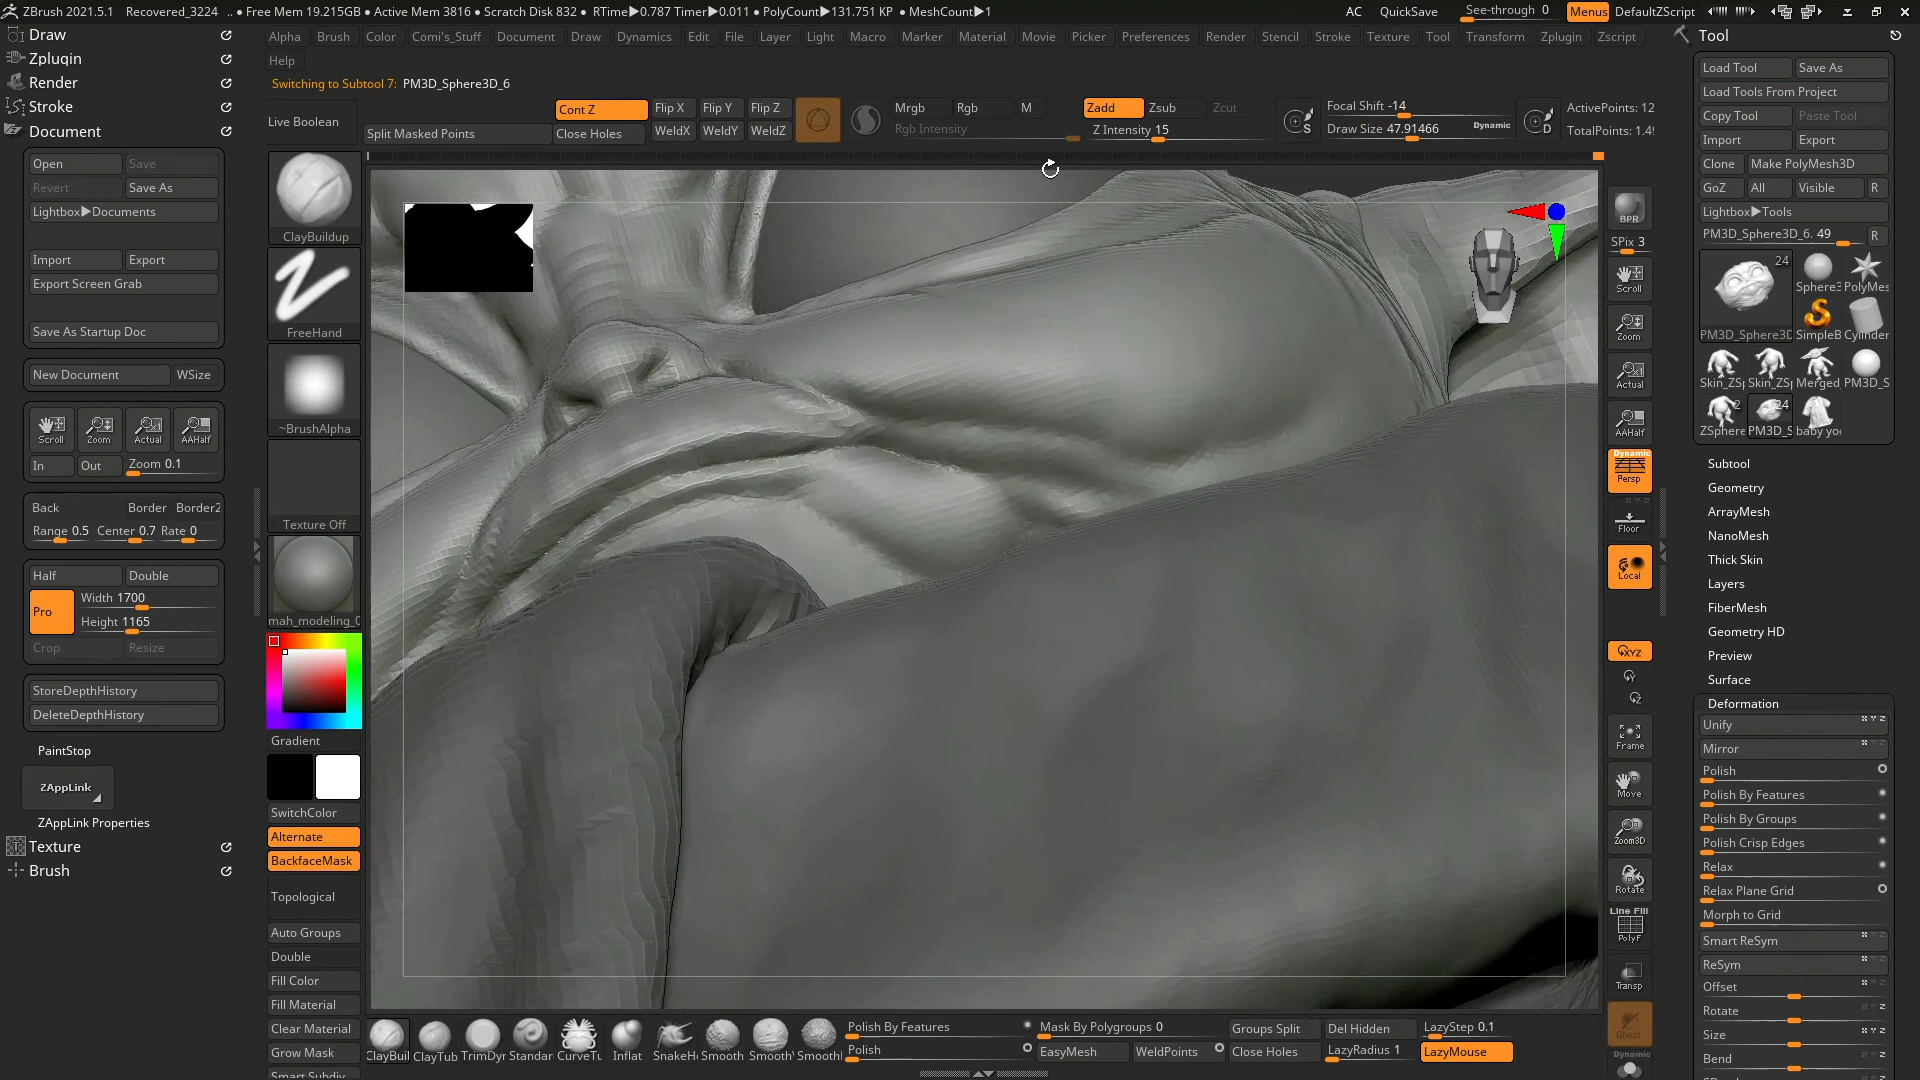 ZBrush 2021.5.1 Recovered_3224 .. • Free Mem 19.215GB • Active Mem 3816 • Scratch Disk 832 • RTime▶0.787 Timer▶0.011 • PolyCount▶131.751 KP • MeshCount▶1 AC QuickSave See-through 0 Menus DefaultZScript
Draw
Zplugin
Render
Stroke
Document
Open Save
Revert Save As
Lightbox▶Documents
Import Export
Export Screen Grab
Save As Startup Doc
New Document WSize
Scroll Zoom Actual AAHalf
In Out Zoom 0.1
Back Border Border2
Range 0.5 Center 0.7 Rate 0
Half Double
Pro Width 1700
Height 1165
Crop Resize
StoreDepthHistory
DeleteDepthHistory
PaintStop
ZAppLink
ZAppLink Properties
Texture
Brush
Alpha Brush Color Comi's_Stuff Document Draw Dynamics Edit File Layer Light Macro Marker Material Movie Picker Preferences Render Stencil Stroke Texture Tool Transform Zplugin Zscript
Help
Switching to Subtool 7: PM3D_Sphere3D_6
Live Boolean
Split Masked Points
Cont Z
Close Holes
Flip X Flip Y Flip Z
WeldX WeldY WeldZ
Mrgb Rgb M
Rgb Intensity
Zadd Zsub Zcut
Z Intensity 15
S
Focal Shift -14
Draw Size 47.91466 Dynamic
D
ActivePoints: 12
TotalPoints: 1.4
ClayBuildup
FreeHand
~BrushAlpha
Texture Off
mah_modeling_0
Gradient
SwitchColor
Alternate
BackfaceMask
Topological
Auto Groups
Double
Fill Color
Fill Material
Clear Material
Grow Mask
Smart Subdiv
BPR
SPix 3
Scroll
Zoom
Actual
AAHalf
Dynamic
Persp
Floor
Local
XYZ
Y
Z
Frame
Move
Zoom3D
Rotate
Line Fill
PolyF
Transp
Ghost
Dynamic
Tool
Load Tool Save As
Load Tools From Project
Copy Tool Paste Tool
Import Export
Clone Make PolyMesh3D
GoZ All Visible R
Lightbox▶Tools
PM3D_Sphere3D_6. 49 R
24
PM3D_Sphere3D
Sphere3 PolyMes
SimpleB Cylinder
Skin_ZSp Skin_ZSp Merged_ PM3D_S
2 24
ZSphere PM3D_S baby yo
Subtool
Geometry
ArrayMesh
NanoMesh
Thick Skin
Layers
FiberMesh
Geometry HD
Preview
Surface
Deformation
Unify
Mirror
Polish
Polish By Features
Polish By Groups
Polish Crisp Edges
Relax
Relax Plane Grid
Morph to Grid
Smart ReSym
ReSym
Offset
Rotate
Size
Bend
ClayBuil ClayTub TrimDyn Standar CurveTu Inflat SnakeH Smooth Smooth Smooth
Polish By Features
Polish
Mask By Polygroups 0
EasyMesh WeldPoints
Groups Split
Close Holes
Del Hidden
LazyRadius 1
LazyStep 0.1
LazyMouse